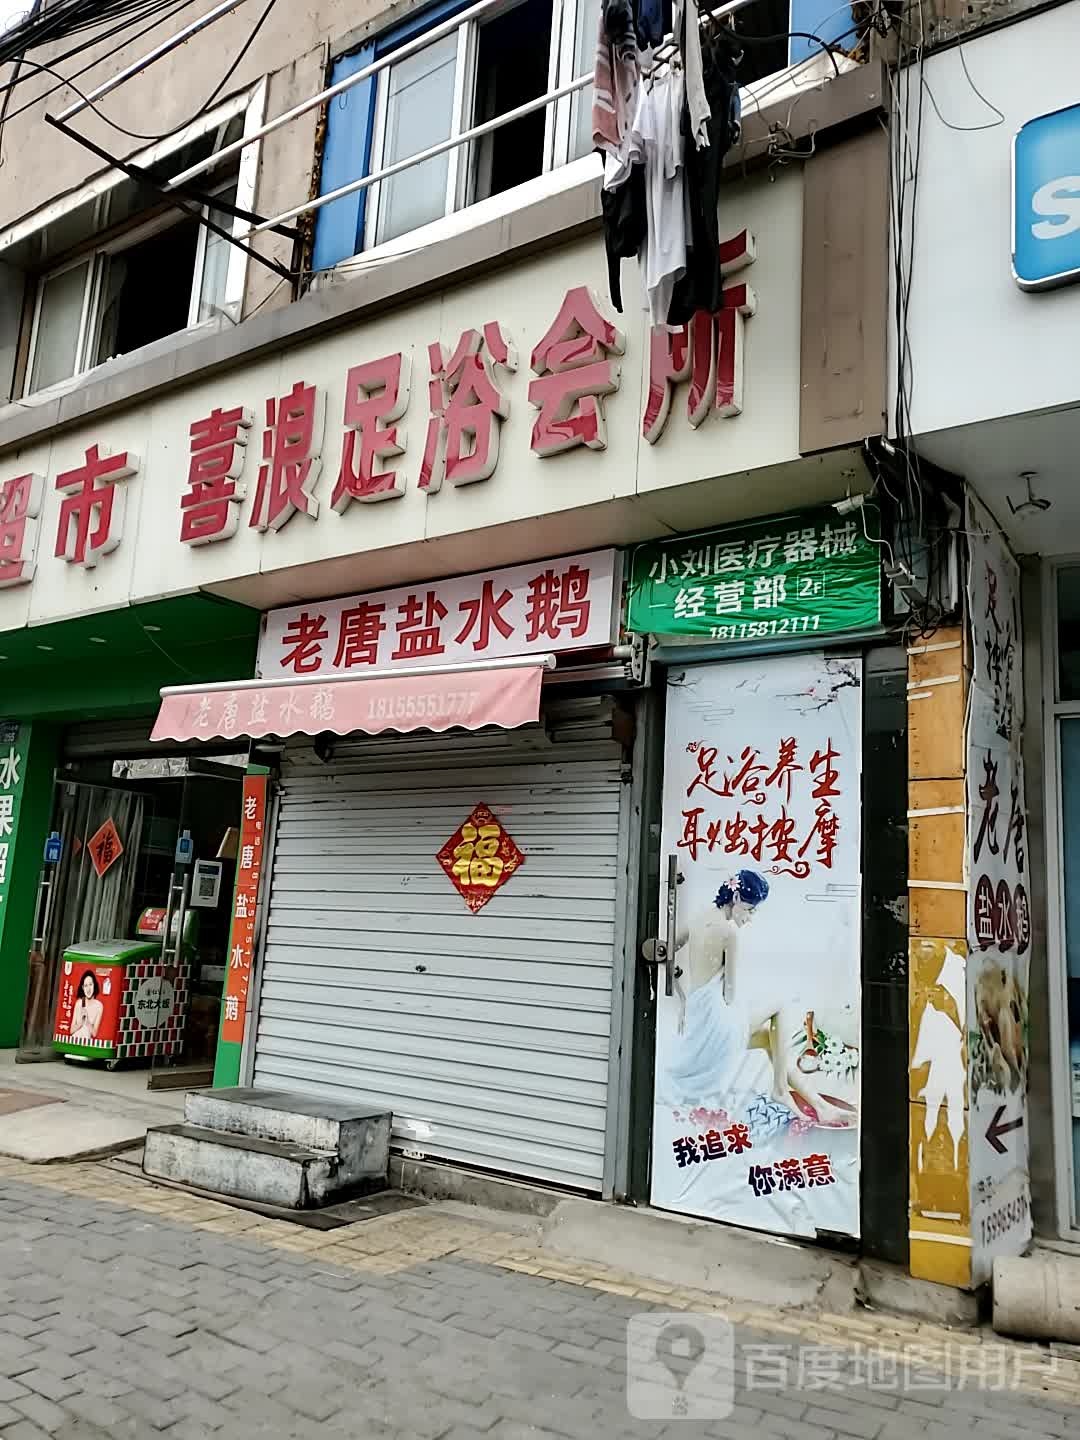 超市 喜浪足浴会所
S
老唐盐水鹅
小刘医疗器械
经营部 2F
18115812111
老唐盐水鹅 18155551777
水果超
老唐盐水鹅
18155551777
福
福
东北大板
足浴养生
耳烛按摩
我追求
你满意
足
老唐
盐水鹅
百度地图用户